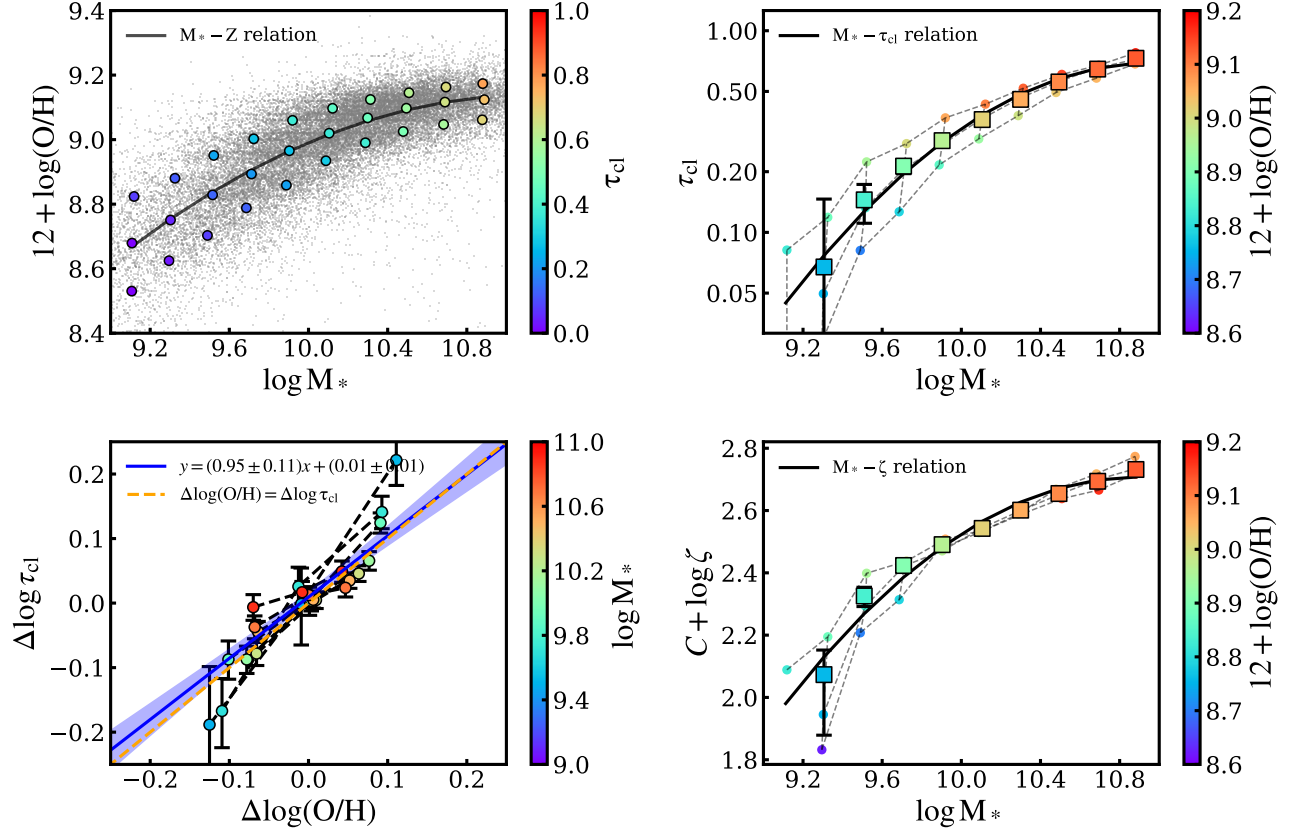 9.4
9.2
9.0
8.8
8.6
8.4
12 + log(O/H)
M* − Z relation
9.2 9.6 10.0 10.4 10.8
log M*
1.0
0.8
0.6
0.4
0.2
0.0
τcl
1.00
0.50
0.20
0.10
0.05
τcl
M* − τcl relation
9.2 9.6 10.0 10.4 10.8
log M*
9.2
9.1
9.0
8.9
8.8
8.7
8.6
12 + log(O/H)
0.2
0.1
0.0
−0.1
−0.2
Δlog τcl
y = (0.95 ± 0.11)x + (0.01 ± 0.01)
Δlog(O/H) = Δlog τcl
−0.2 −0.1 0.0 0.1 0.2
Δlog(O/H)
11.0
10.6
10.2
9.8
9.4
9.0
log M*
2.8
2.6
2.4
2.2
2.0
1.8
C + log ζ
M* − ζ relation
9.2 9.6 10.0 10.4 10.8
log M*
9.2
9.1
9.0
8.9
8.8
8.7
8.6
12 + log(O/H)